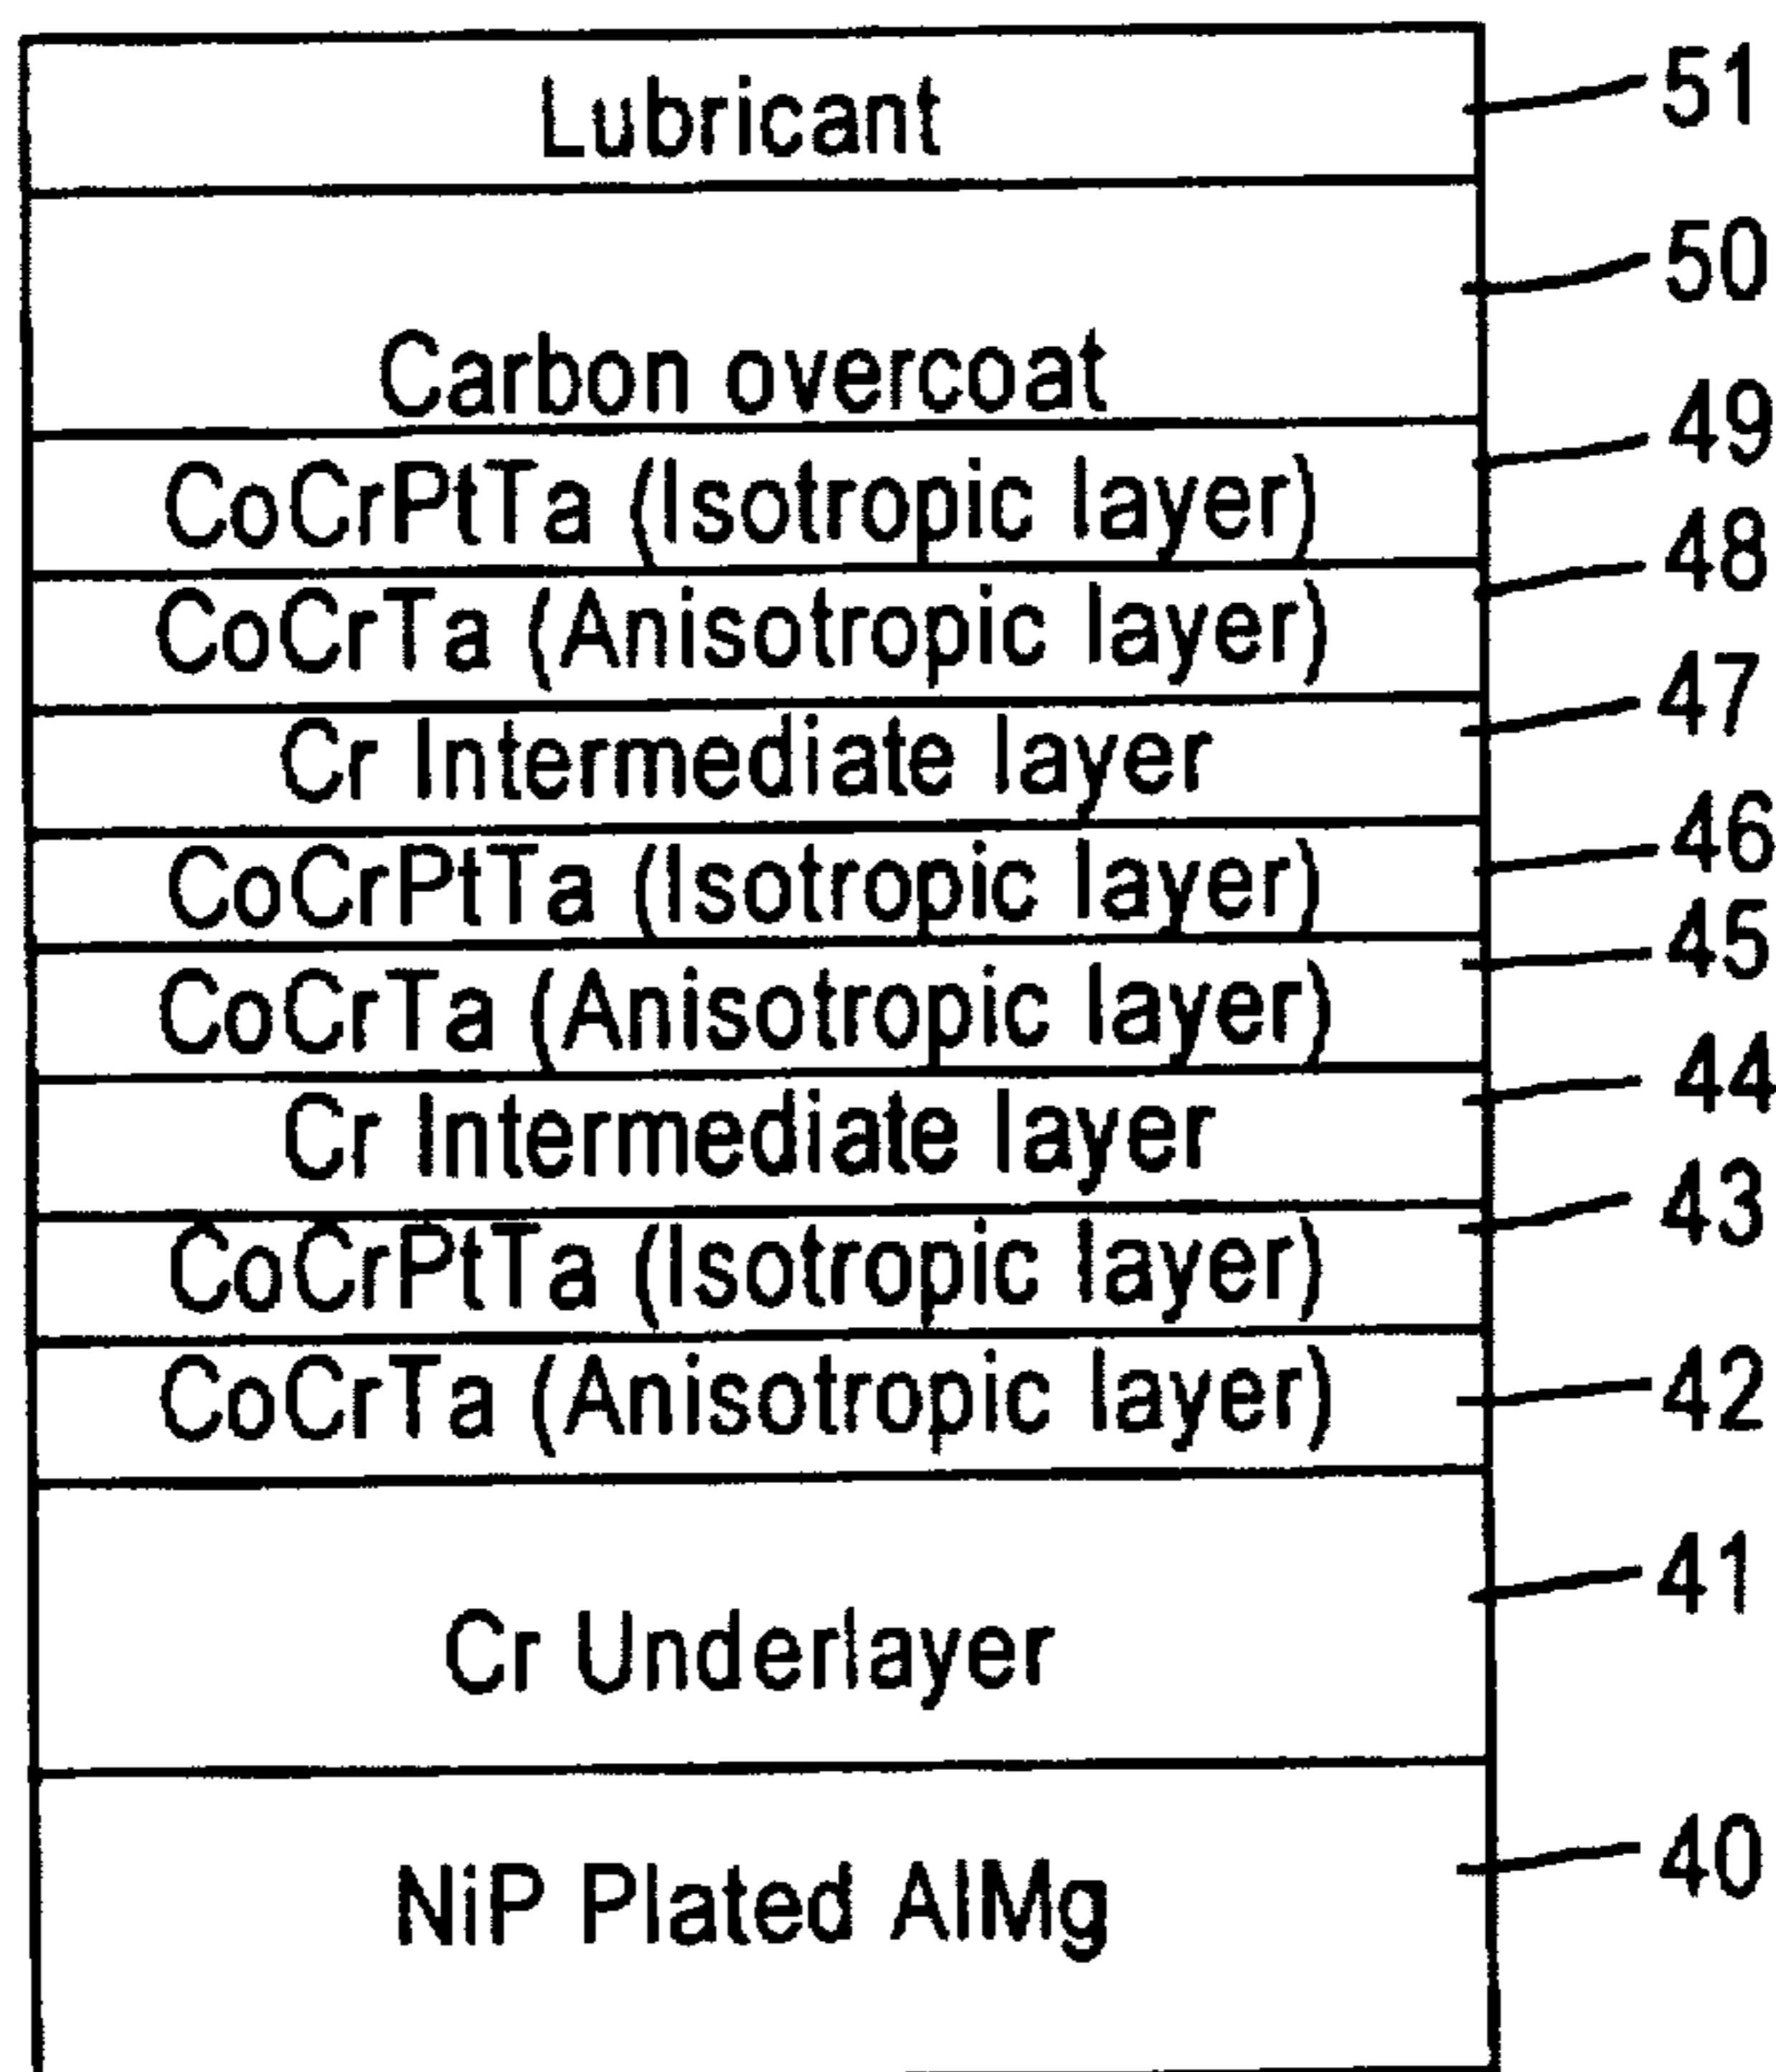 Lubricant 51
50
Carbon overcoat
49
CoCrPtTa (Isotropic layer)
48
CoCrTa (Anisotropic layer)
47
Cr Intermediate layer
46
CoCrPtTa (Isotropic layer)
45
CoCrTa (Anisotropic layer)
44
Cr Intermediate layer
43
CoCrPtTa (Isotropic layer)
CoCrTa (Anisotropic layer) 42
41
Cr Underlayer
40
NiP Plated AlMg